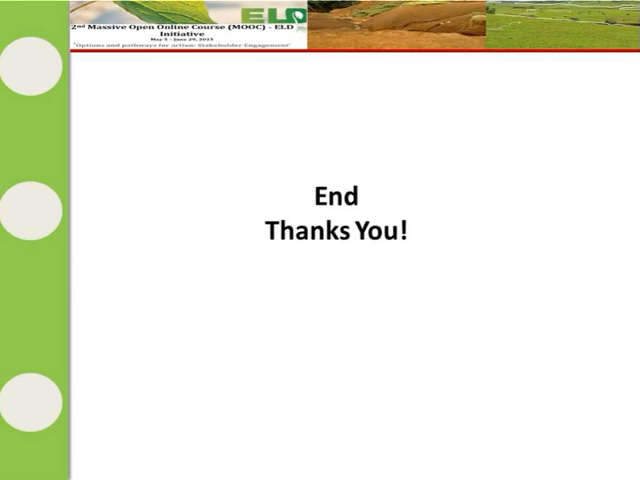 ELD
2nd Massive Open Online Course (MOOC) - ELD
Initiative
May 5 - June 29, 2015
"Options and pathways for action: Stakeholder Engagement"
End
Thanks You!